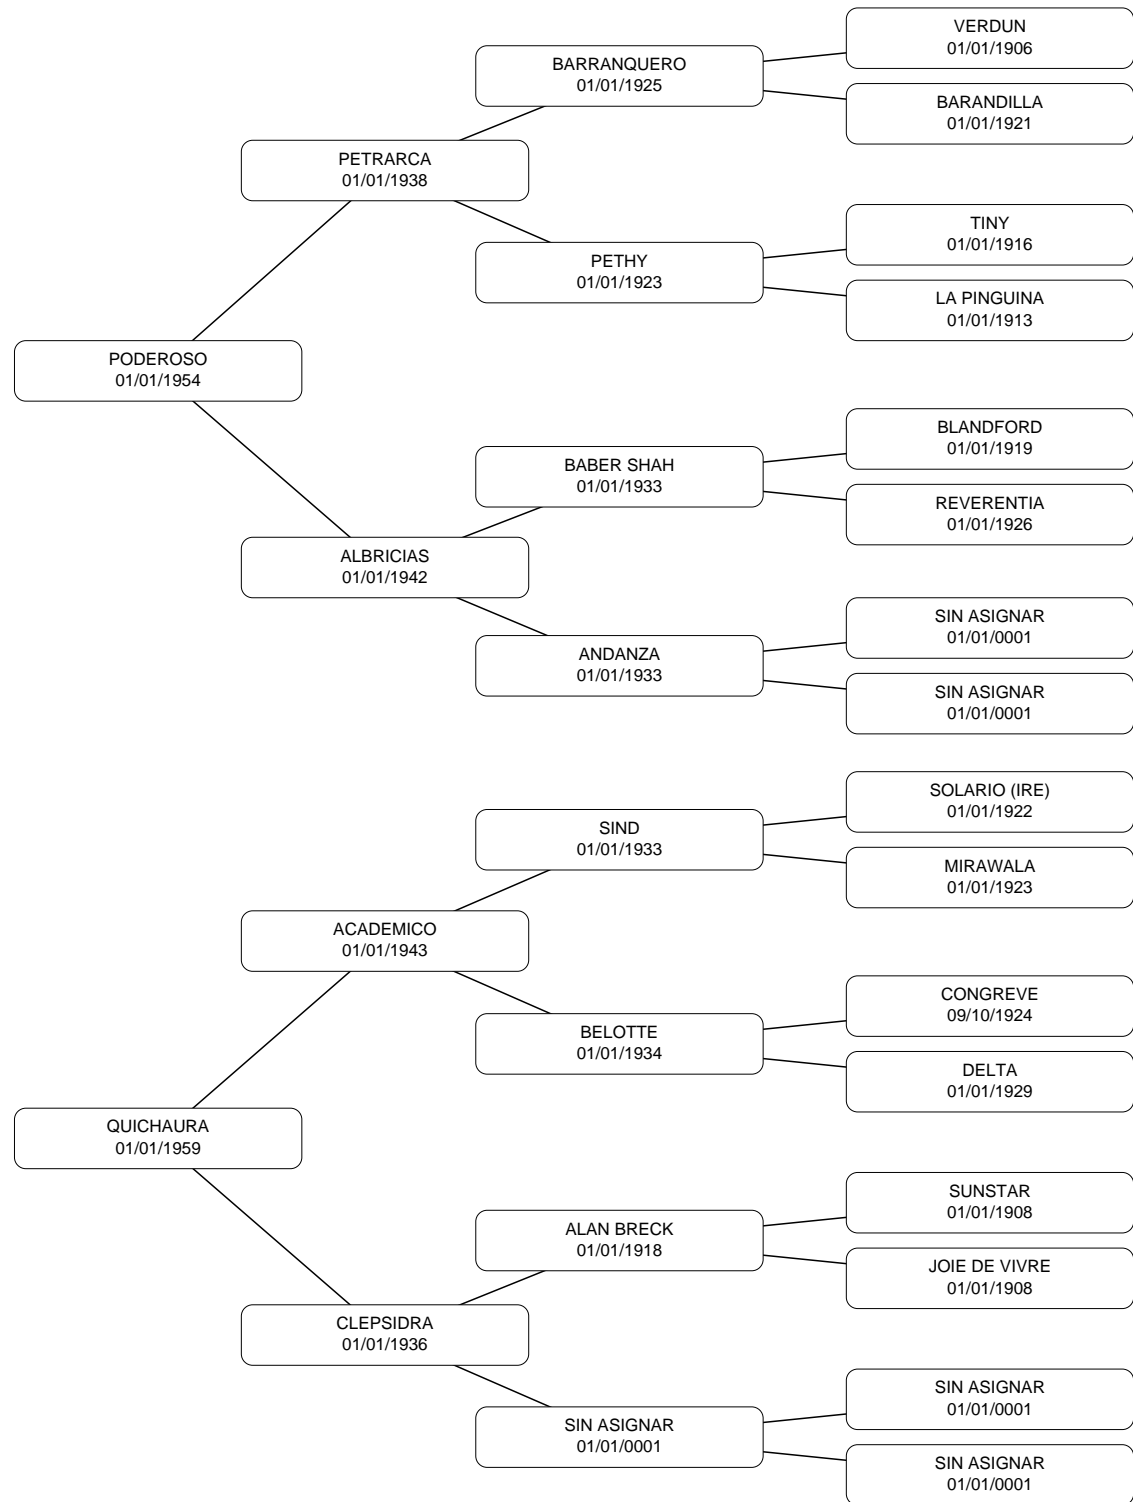 VERDUN
01/01/1906
BARRANQUERO
01/01/1925
BARANDILLA
01/01/1921
PETRARCA
01/01/1938
TINY
01/01/1916
PETHY
01/01/1923
LA PINGUINA
01/01/1913
PODEROSO
01/01/1954
BLANDFORD
01/01/1919
BABER SHAH
01/01/1933
REVERENTIA
01/01/1926
ALBRICIAS
01/01/1942
SIN ASIGNAR
01/01/0001
ANDANZA
01/01/1933
SIN ASIGNAR
01/01/0001
SOLARIO (IRE)
01/01/1922
SIND
01/01/1933
MIRAWALA
01/01/1923
ACADEMICO
01/01/1943
CONGREVE
09/10/1924
BELOTTE
01/01/1934
DELTA
01/01/1929
QUICHAURA
01/01/1959
SUNSTAR
01/01/1908
ALAN BRECK
01/01/1918
JOIE DE VIVRE
01/01/1908
CLEPSIDRA
01/01/1936
SIN ASIGNAR
01/01/0001
SIN ASIGNAR
01/01/0001
SIN ASIGNAR
01/01/0001